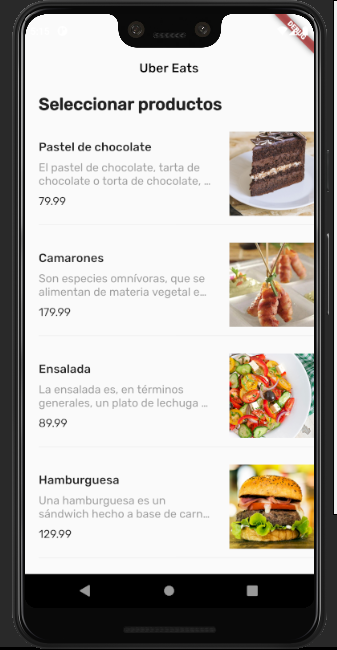 DEBUG
Uber Eats
Seleccionar productos
Pastel de chocolate
El pastel de chocolate, tarta de
chocolate o torta de chocolate, ...
79.99
Camarones
Son especies omnívoras, que se
alimentan de materia vegetal e...
179.99
Ensalada
La ensalada es, en términos
generales, un plato de lechuga ...
89.99
Hamburguesa
Una hamburguesa es un
sándwich hecho a base de carn...
129.99